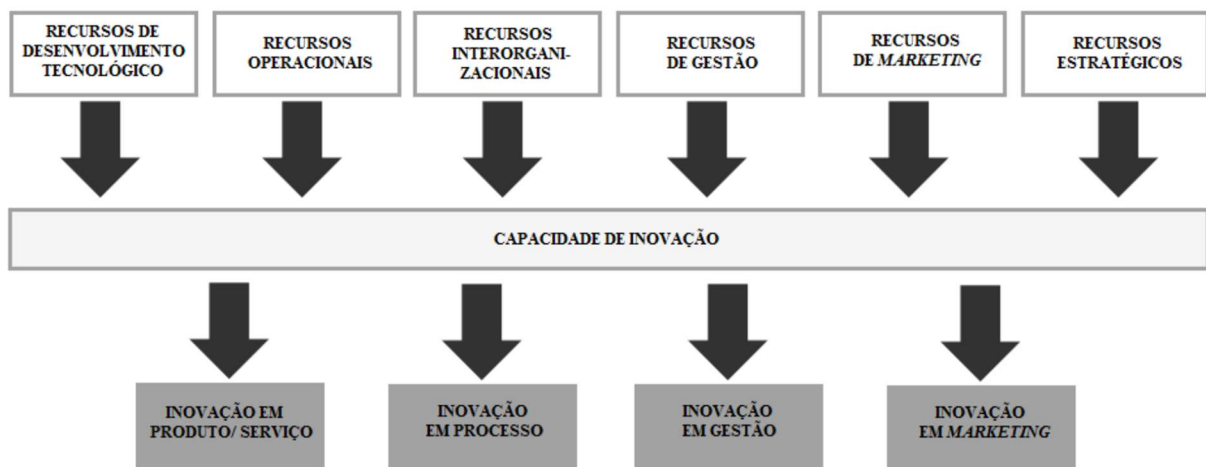 RECURSOS DE
DESENVOLVIMENTO
TECNOLÓGICO
RECURSOS
OPERACIONAIS
RECURSOS
INTERORGANI-
ZACIONAIS
RECURSOS
DE GESTÃO
RECURSOS
DE MARKETING
RECURSOS
ESTRATÉGICOS
CAPACIDADE DE INOVAÇÃO
INOVAÇÃO EM
PRODUTO/ SERVIÇO
INOVAÇÃO
EM PROCESSO
INOVAÇÃO
EM GESTÃO
INOVAÇÃO
EM MARKETING